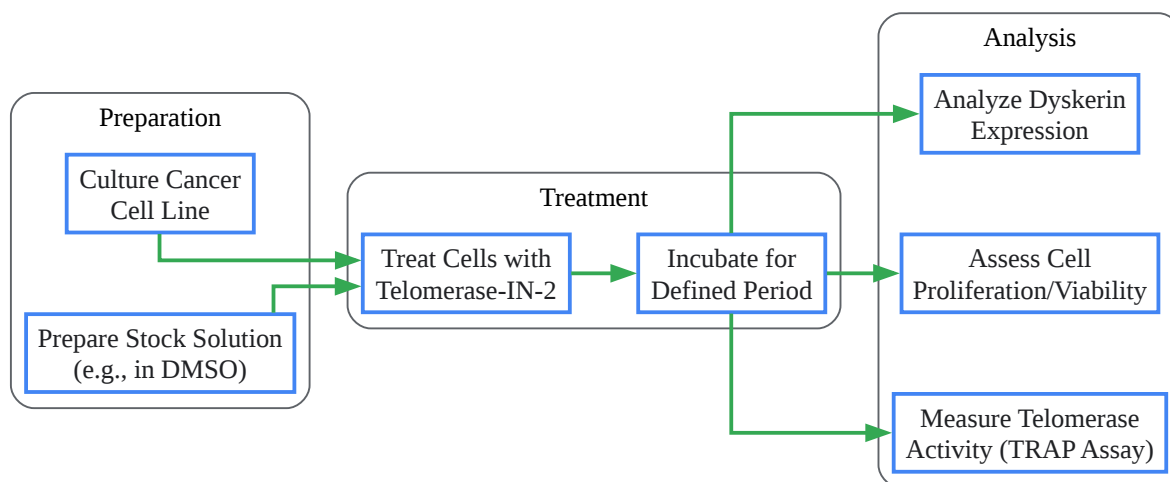 Preparation
Culture Cancer
Cell Line
Prepare Stock Solution
(e.g., in DMSO)
Treatment
Treat Cells with
Telomerase-IN-2
Incubate for
Defined Period
Analysis
Analyze Dyskerin
Expression
Assess Cell
Proliferation/Viability
Measure Telomerase
Activity (TRAP Assay)